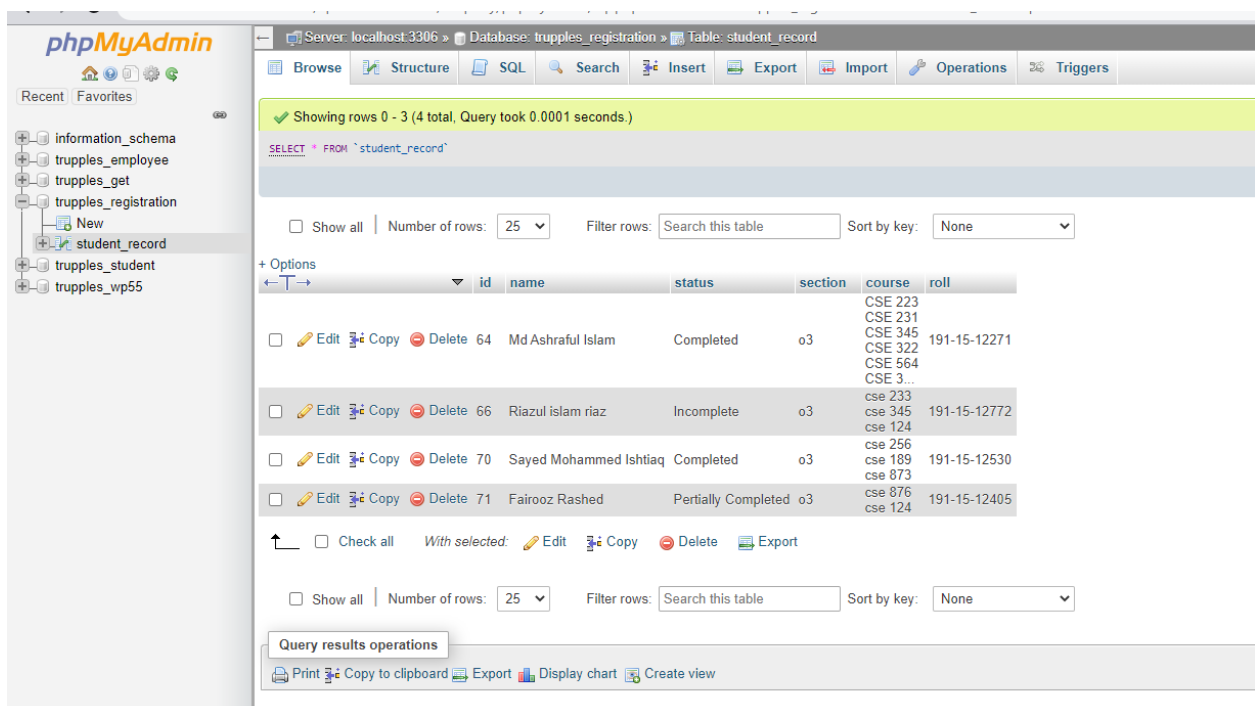 phpMyAdmin
Recent Favorites
information_schema
trupples_employee
trupples_get
trupples_registration
New
student_record
trupples_student
trupples_wp55
Server: localhost:3306 » Database: trupples_registration » Table: student_record
Browse Structure SQL Search Insert Export Import Operations Triggers
Showing rows 0 - 3 (4 total, Query took 0.0001 seconds.)
SELECT * FROM `student_record`
Show all | Number of rows: 25 Filter rows: Search this table Sort by key: None
+ Options
←T→ id name status section course roll
CSE 223
CSE 231
CSE 345
Edit Copy Delete 64 Md Ashraful Islam Completed o3 191-15-12271
CSE 322
CSE 564
CSE 3...
cse 233
Edit Copy Delete 66 Riazul islam riaz Incomplete o3 cse 345 191-15-12772
cse 124
cse 256
Edit Copy Delete 70 Sayed Mohammed Ishtiaq Completed o3 cse 189 191-15-12530
cse 873
cse 876
Edit Copy Delete 71 Fairooz Rashed Pertially Completed o3 191-15-12405
cse 124
Check all With selected: Edit Copy Delete Export
Show all | Number of rows: 25 Filter rows: Search this table Sort by key: None
Query results operations
Print Copy to clipboard Export Display chart Create view